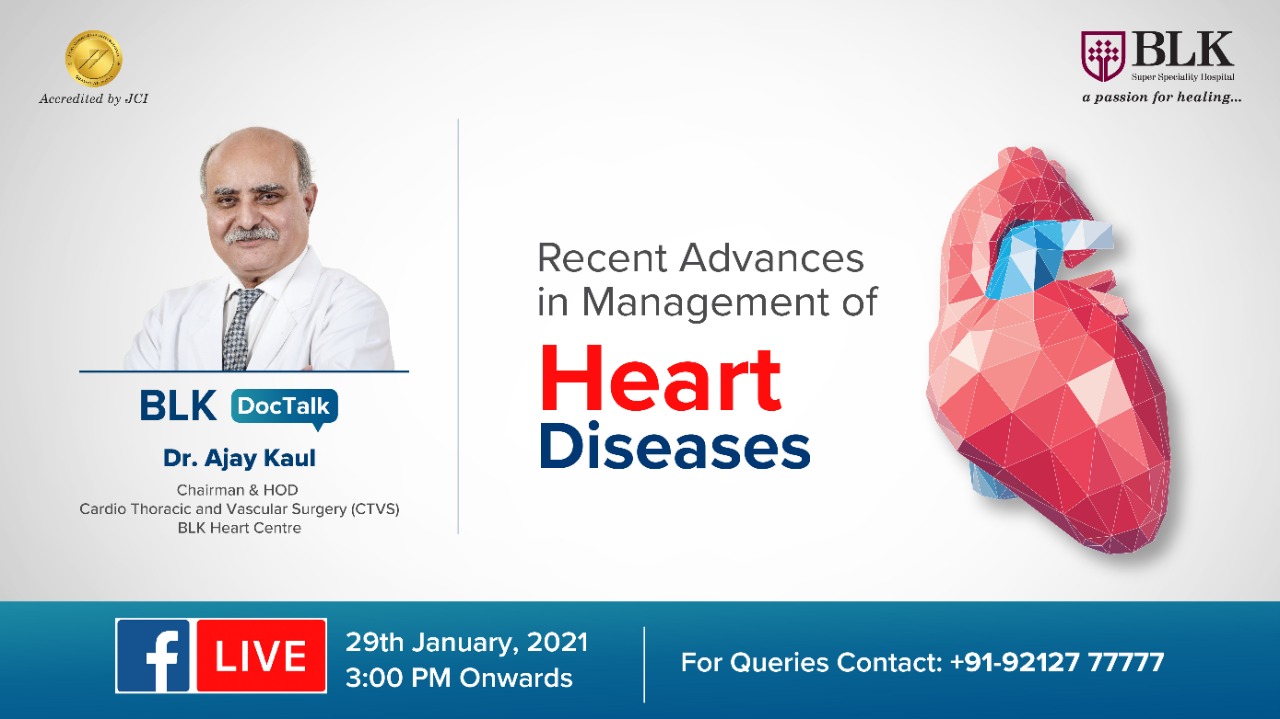 Accredited by JCI
BLK
Super Speciality Hospital
a passion for healing...
BLK DocTalk
Dr. Ajay Kaul
Chairman & HOD
Cardio Thoracic and Vascular Surgery (CTVS)
BLK Heart Centre
Recent Advances
in Management of
Heart
Diseases
f LIVE
29th January, 2021
3:00 PM Onwards
For Queries Contact: +91-92127 77777